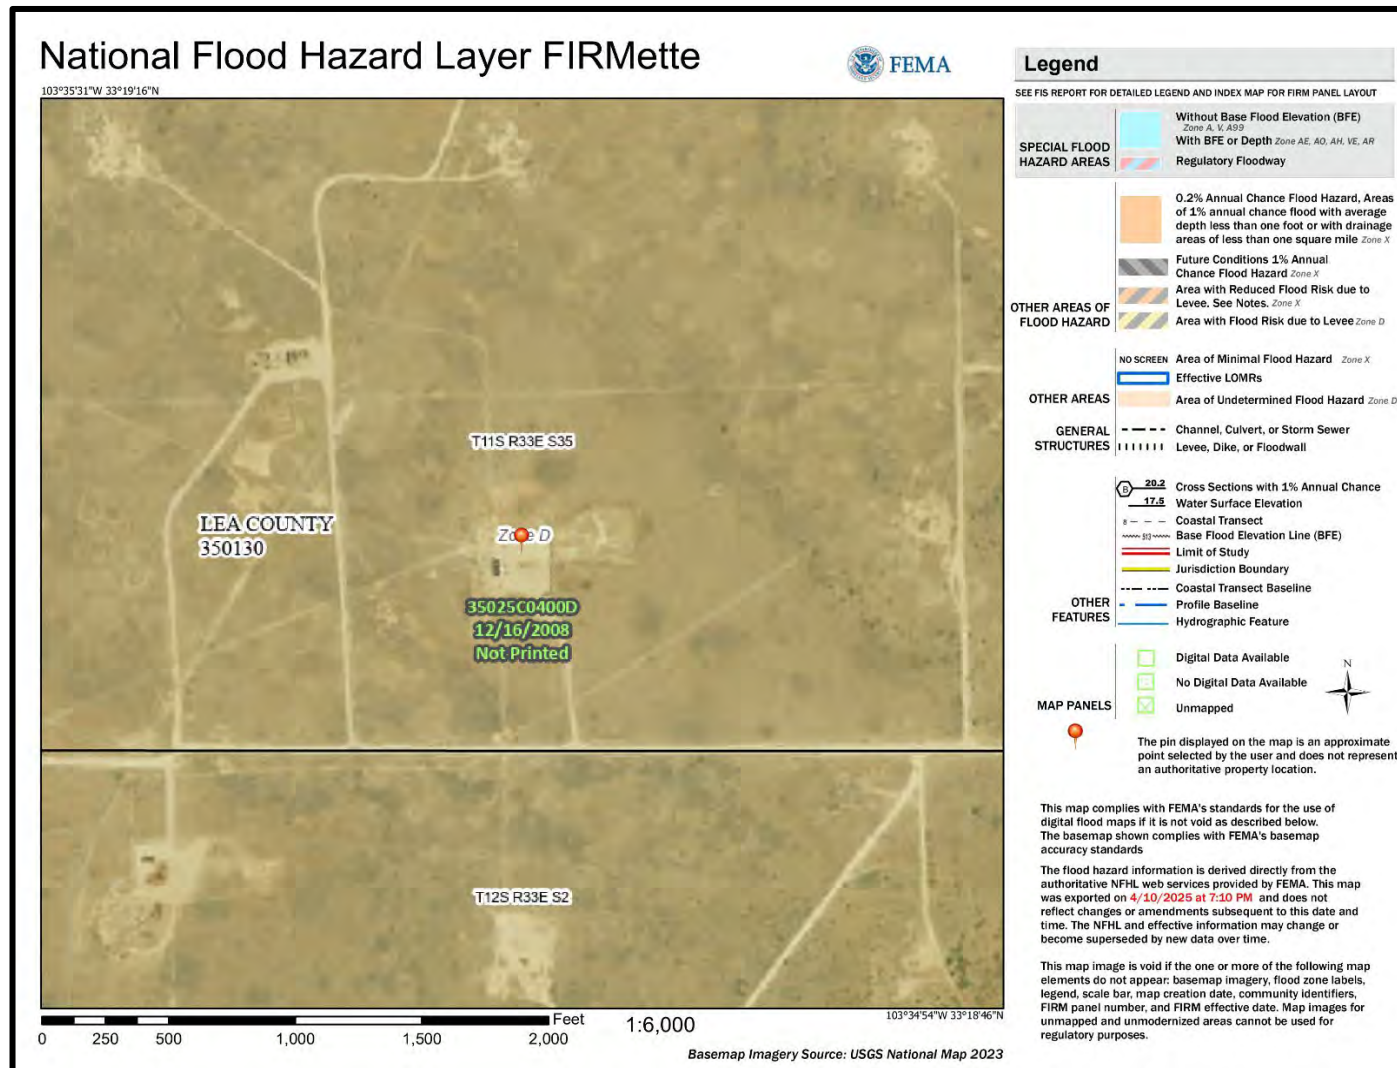 National Flood Hazard Layer FIRMette
FEMA
103°35'31"W 33°19'16"N
T11S R33E S35
LEA COUNTY
350130
Zone D
35025C0400D
12/16/2008
Not Printed
T12S R33E S2
103°34'54"W 33°18'46"N
Feet
1:6,000
0 250 500 1,000 1,500 2,000
Basemap Imagery Source: USGS National Map 2023
Legend
SEE FIS REPORT FOR DETAILED LEGEND AND INDEX MAP FOR FIRM PANEL LAYOUT
SPECIAL FLOOD
HAZARD AREAS
Without Base Flood Elevation (BFE)
Zone A, V, A99
With BFE or Depth Zone AE, AO, AH, VE, AR
Regulatory Floodway
OTHER AREAS OF
FLOOD HAZARD
0.2% Annual Chance Flood Hazard, Areas
of 1% annual chance flood with average
depth less than one foot or with drainage
areas of less than one square mile Zone X
Future Conditions 1% Annual
Chance Flood Hazard Zone X
Area with Reduced Flood Risk due to
Levee. See Notes. Zone X
Area with Flood Risk due to Levee Zone D
OTHER AREAS
NO SCREEN Area of Minimal Flood Hazard Zone X
Effective LOMRs
Area of Undetermined Flood Hazard Zone D
GENERAL
STRUCTURES
Channel, Culvert, or Storm Sewer
Levee, Dike, or Floodwall
OTHER
FEATURES
B 20.2 Cross Sections with 1% Annual Chance
17.5 Water Surface Elevation
8 Coastal Transect
513 Base Flood Elevation Line (BFE)
Limit of Study
Jurisdiction Boundary
Coastal Transect Baseline
Profile Baseline
Hydrographic Feature
MAP PANELS
Digital Data Available
No Digital Data Available
Unmapped
N
The pin displayed on the map is an approximate
point selected by the user and does not represent
an authoritative property location.
This map complies with FEMA's standards for the use of
digital flood maps if it is not void as described below.
The basemap shown complies with FEMA's basemap
accuracy standards
The flood hazard information is derived directly from the
authoritative NFHL web services provided by FEMA. This map
was exported on 4/10/2025 at 7:10 PM and does not
reflect changes or amendments subsequent to this date and
time. The NFHL and effective information may change or
become superseded by new data over time.
This map image is void if the one or more of the following map
elements do not appear: basemap imagery, flood zone labels,
legend, scale bar, map creation date, community identifiers,
FIRM panel number, and FIRM effective date. Map images for
unmapped and unmodernized areas cannot be used for
regulatory purposes.